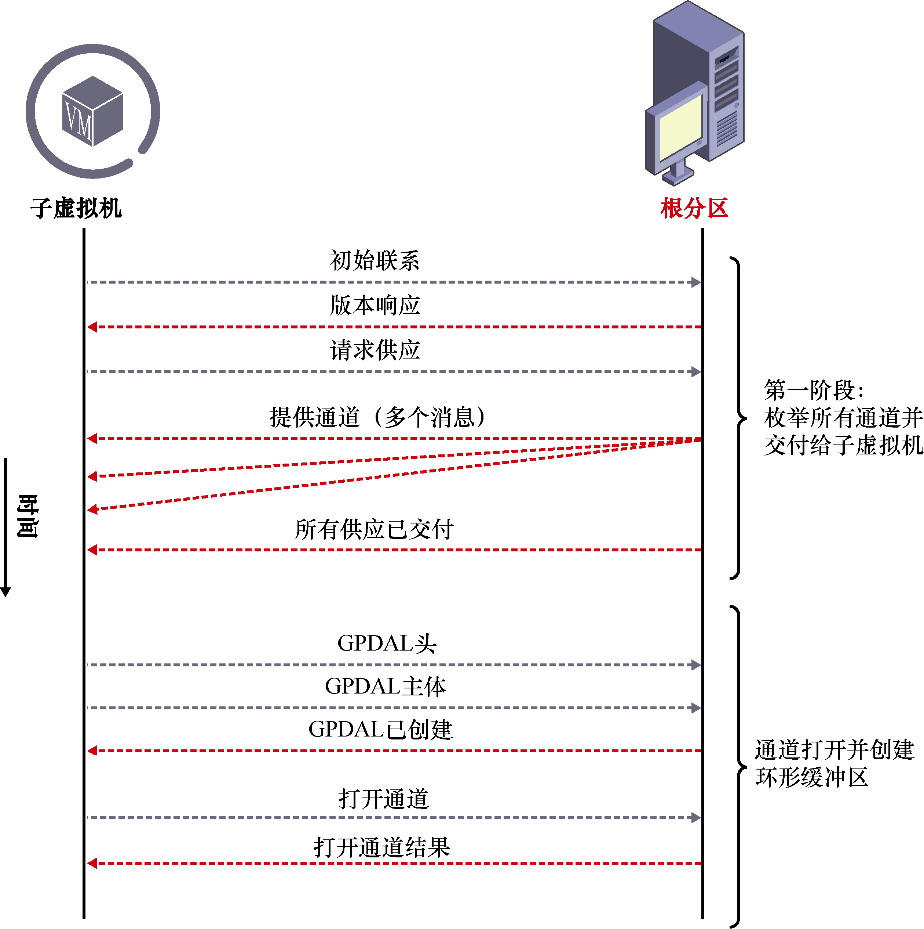 VM
子虚拟机
根分区
初始联系
版本响应
请求供应
提供通道（多个消息）
所有供应已交付
第一阶段：
枚举所有通道并
交付给子虚拟机
时间
GPDAL头
GPDAL主体
GPDAL已创建
打开通道
打开通道结果
通道打开并创建
环形缓冲区